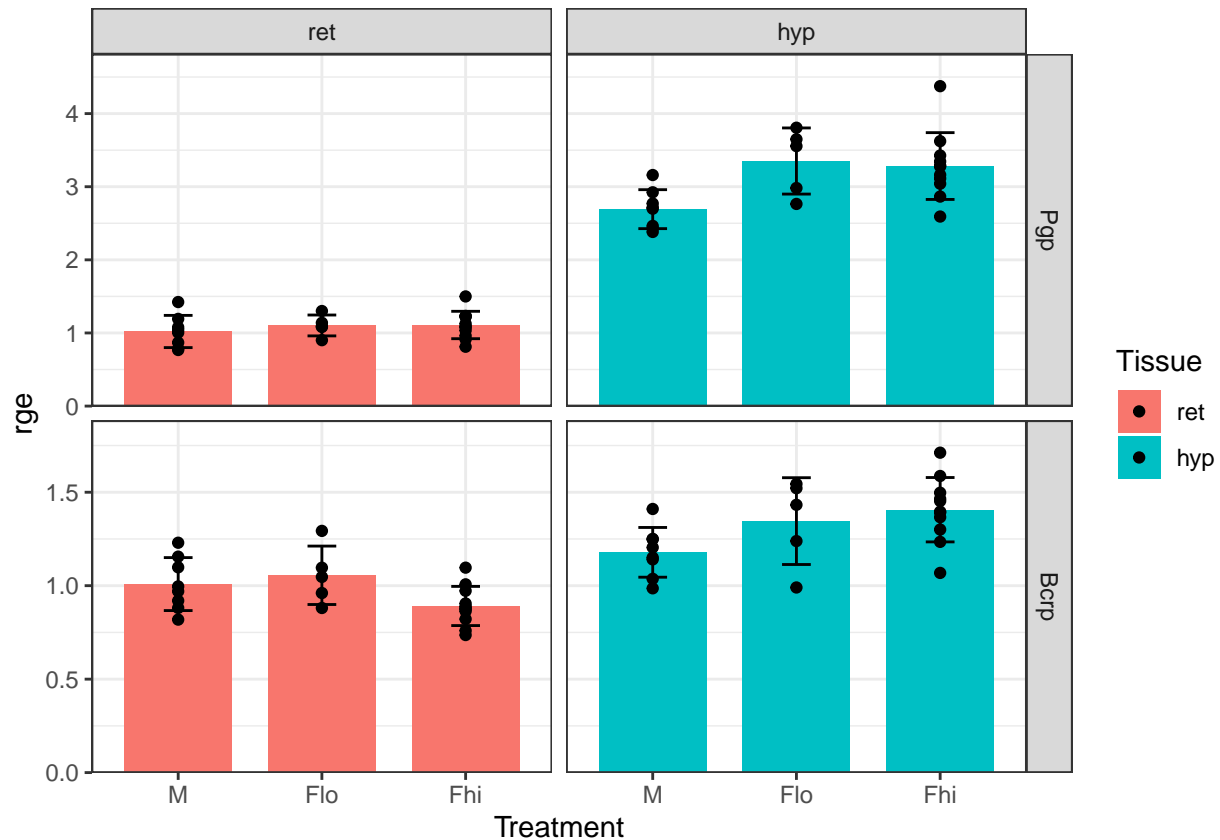 ret
hyp
4
3
2
1
0
Pgp
rge
1.5
1.0
0.5
0.0
Bcrp
M
Flo
Fhi
M
Flo
Fhi
Treatment
Tissue
ret
hyp